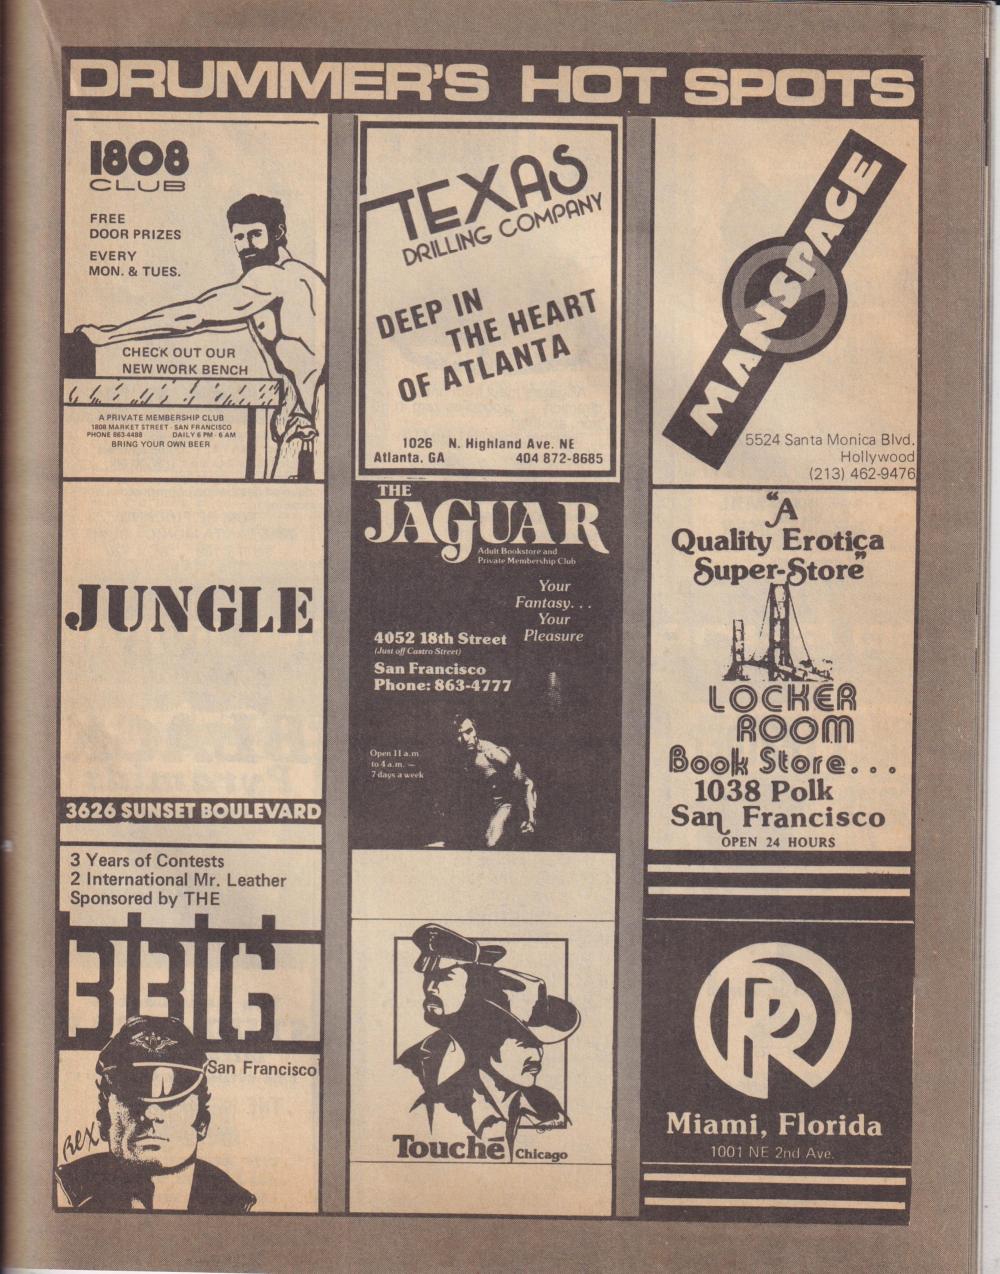 DRUMMER'S HOT SPOTS
1808
CLUB
FREE
DOOR PRIZES
EVERY
MON. & TUES.
CHECK OUT OUR
NEW WORK BENCH
A PRIVATE MEMBERSHIP CLUB
1808 MARKET STREET · SAN FRANCISCO
PHONE 863-4488 DAILY 6 PM - 6 AM
BRING YOUR OWN BEER
TEXAS
DRILLING COMPANY
DEEP IN
THE HEART
OF ATLANTA
1026 N. Highland Ave. NE
Atlanta, GA 404 872-8685
MANSPACE
5524 Santa Monica Blvd.
Hollywood
(213) 462-9476
JUNGLE
3626 SUNSET BOULEVARD
THE
JAGUAR
Adult Bookstore and
Private Membership Club
Your
Fantasy. . .
Your
Pleasure
4052 18th Street
(Just off Castro Street)
San Francisco
Phone: 863-4777
Open 11 a.m
to 4 a.m. —
7 days a week
"A
Quality Erotica
Super-Store"
LOCKER
ROOM
Book Store. . .
1038 Polk
San Francisco
OPEN 24 HOURS
3 Years of Contests
2 International Mr. Leather
Sponsored by THE
San Francisco
Rex
Touché Chicago
Miami, Florida
1001 NE 2nd Ave.